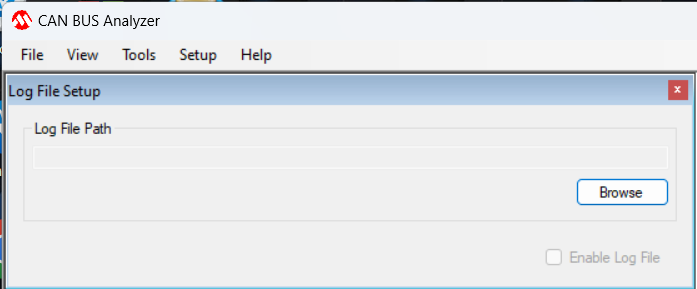 CAN BUS Analyzer
File View Tools Setup Help
Log File Setup x
Log File Path
Browse
Enable Log File